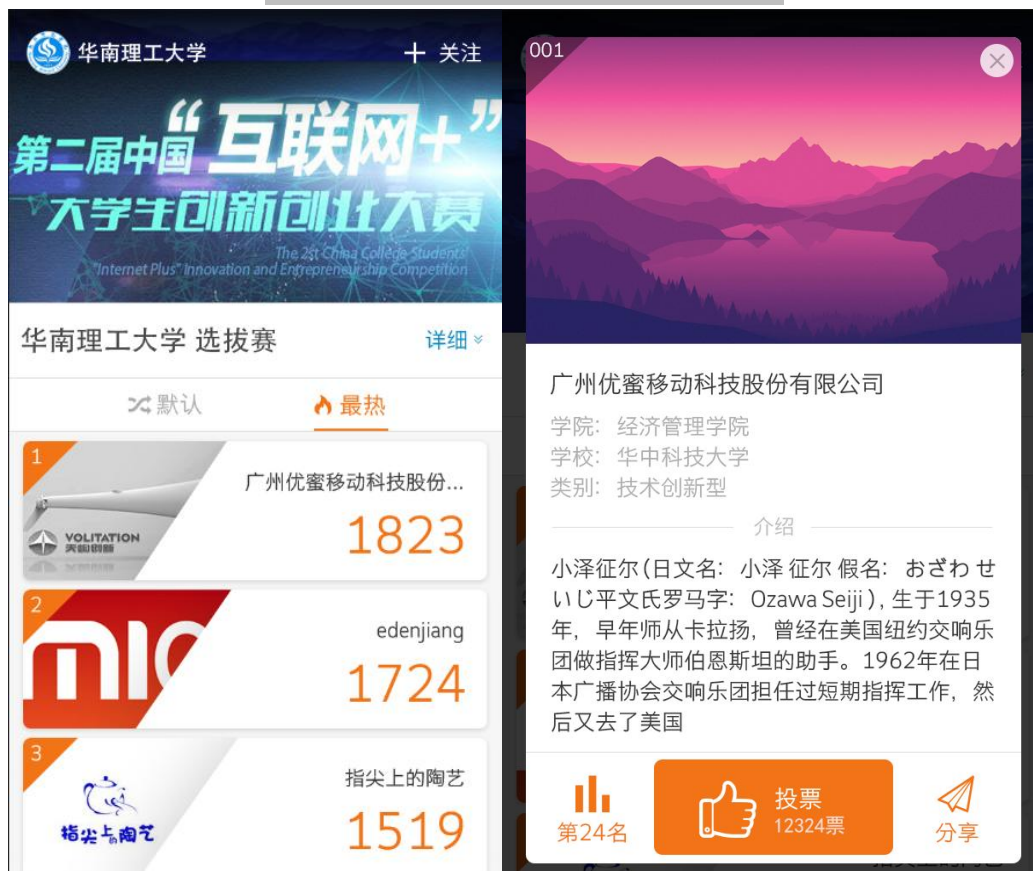 华南理工大学
+ 关注
第二届中国“互联网+”
大学生创新创业大赛
The 2st China College Students'
"Internet Plus" Innovation and Entrepreneurship Competition
华南理工大学 选拔赛
详细
默认
最热
1
VOLITATION
广州优蜜移动科技股份...
1823
2
edenjiang
1724
3
指尖上的陶艺
指尖上的陶艺
1519
001
广州优蜜移动科技股份有限公司
学院: 经济管理学院
学校: 华中科技大学
类别: 技术创新型
介绍
小泽征尔(日文名: 小泽 征尔 假名: おざわ せ
いじ平文氏罗马字: Ozawa Seiji), 生于1935
年, 早年师从卡拉扬, 曾经在美国纽约交响乐
团做指挥大师伯恩斯坦的助手。1962年在日
本广播协会交响乐团担任过短期指挥工作, 然
后又去了美国
第24名
投票
12324票
分享